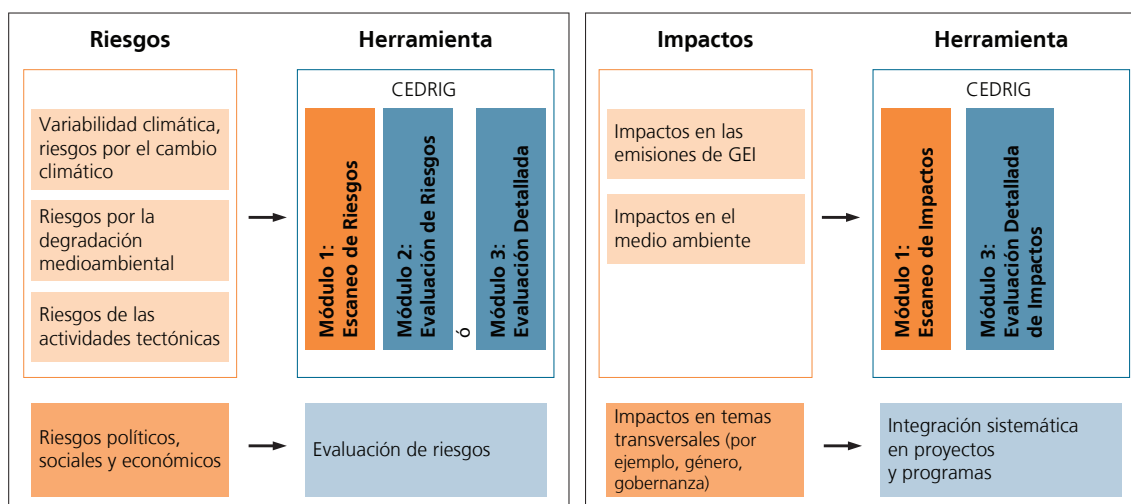 Riesgos
Herramienta
Variabilidad climática,
riesgos por el cambio
climático
Riesgos por la
degradación
medioambiental
Riesgos de las
actividades tectónicas
CEDRIG
Módulo 1:
Escaneo de Riesgos
Módulo 2:
Evaluación de Riesgos
ó
Módulo 3:
Evaluación Detallada
Riesgos políticos,
sociales y económicos
Evaluación de riesgos
Impactos
Herramienta
Impactos en las
emisiones de GEI
Impactos en el
medio ambiente
CEDRIG
Módulo 1:
Escaneo de Impactos
Módulo 3:
Evaluación Detallada
de Impactos
Impactos en temas
transversales (por
ejemplo, género,
gobernanza)
Integración sistemática
en proyectos
y programas